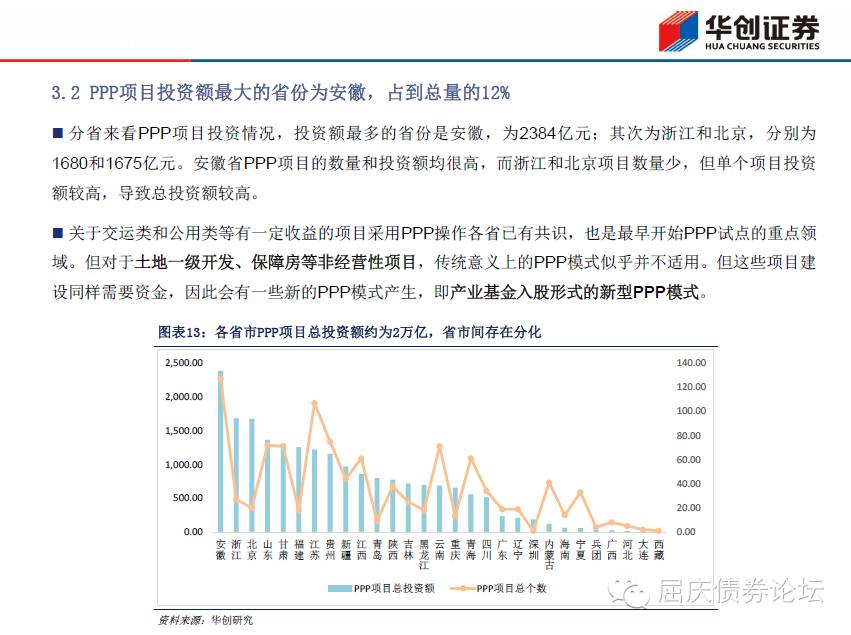 华创证券
HUA CHUANG SECURITIES
3.2 PPP项目投资额最大的省份为安徽，占到总量的12%
■ 分省来看PPP项目投资情况，投资额最多的省份是安徽，为2384亿元；其次为浙江和北京，分别为
1680和1675亿元。安徽省PPP项目的数量和投资额均很高，而浙江和北京项目数量少，但单个项目投资
额较高，导致总投资额较高。
■ 关于交运类和公用类等有一定收益的项目采用PPP操作各省已有共识，也是最早开始PPP试点的重点领
域。但对于土地一级开发、保障房等非经营性项目，传统意义上的PPP模式似乎并不适用。但这些项目建
设同样需要资金，因此会有一些新的PPP模式产生，即产业基金入股形式的新型PPP模式。
图表13：各省市PPP项目总投资额约为2万亿，省市间存在分化
2,500.00
2,000.00
1,500.00
1,000.00
500.00
0.00
140.00
120.00
100.00
80.00
60.00
40.00
20.00
0.00
安徽
浙江
北京
山东
甘肃
福建
江苏
贵州
新疆
江西
青岛
陕西
吉林
黑龙江
云南
重庆
青海
四川
广东
辽宁
深圳
内蒙古
海南
宁夏
兵团
广西
河北
大连
西藏
PPP项目总投资额
PPP项目总个数
屈庆债券论坛
资料来源：华创研究